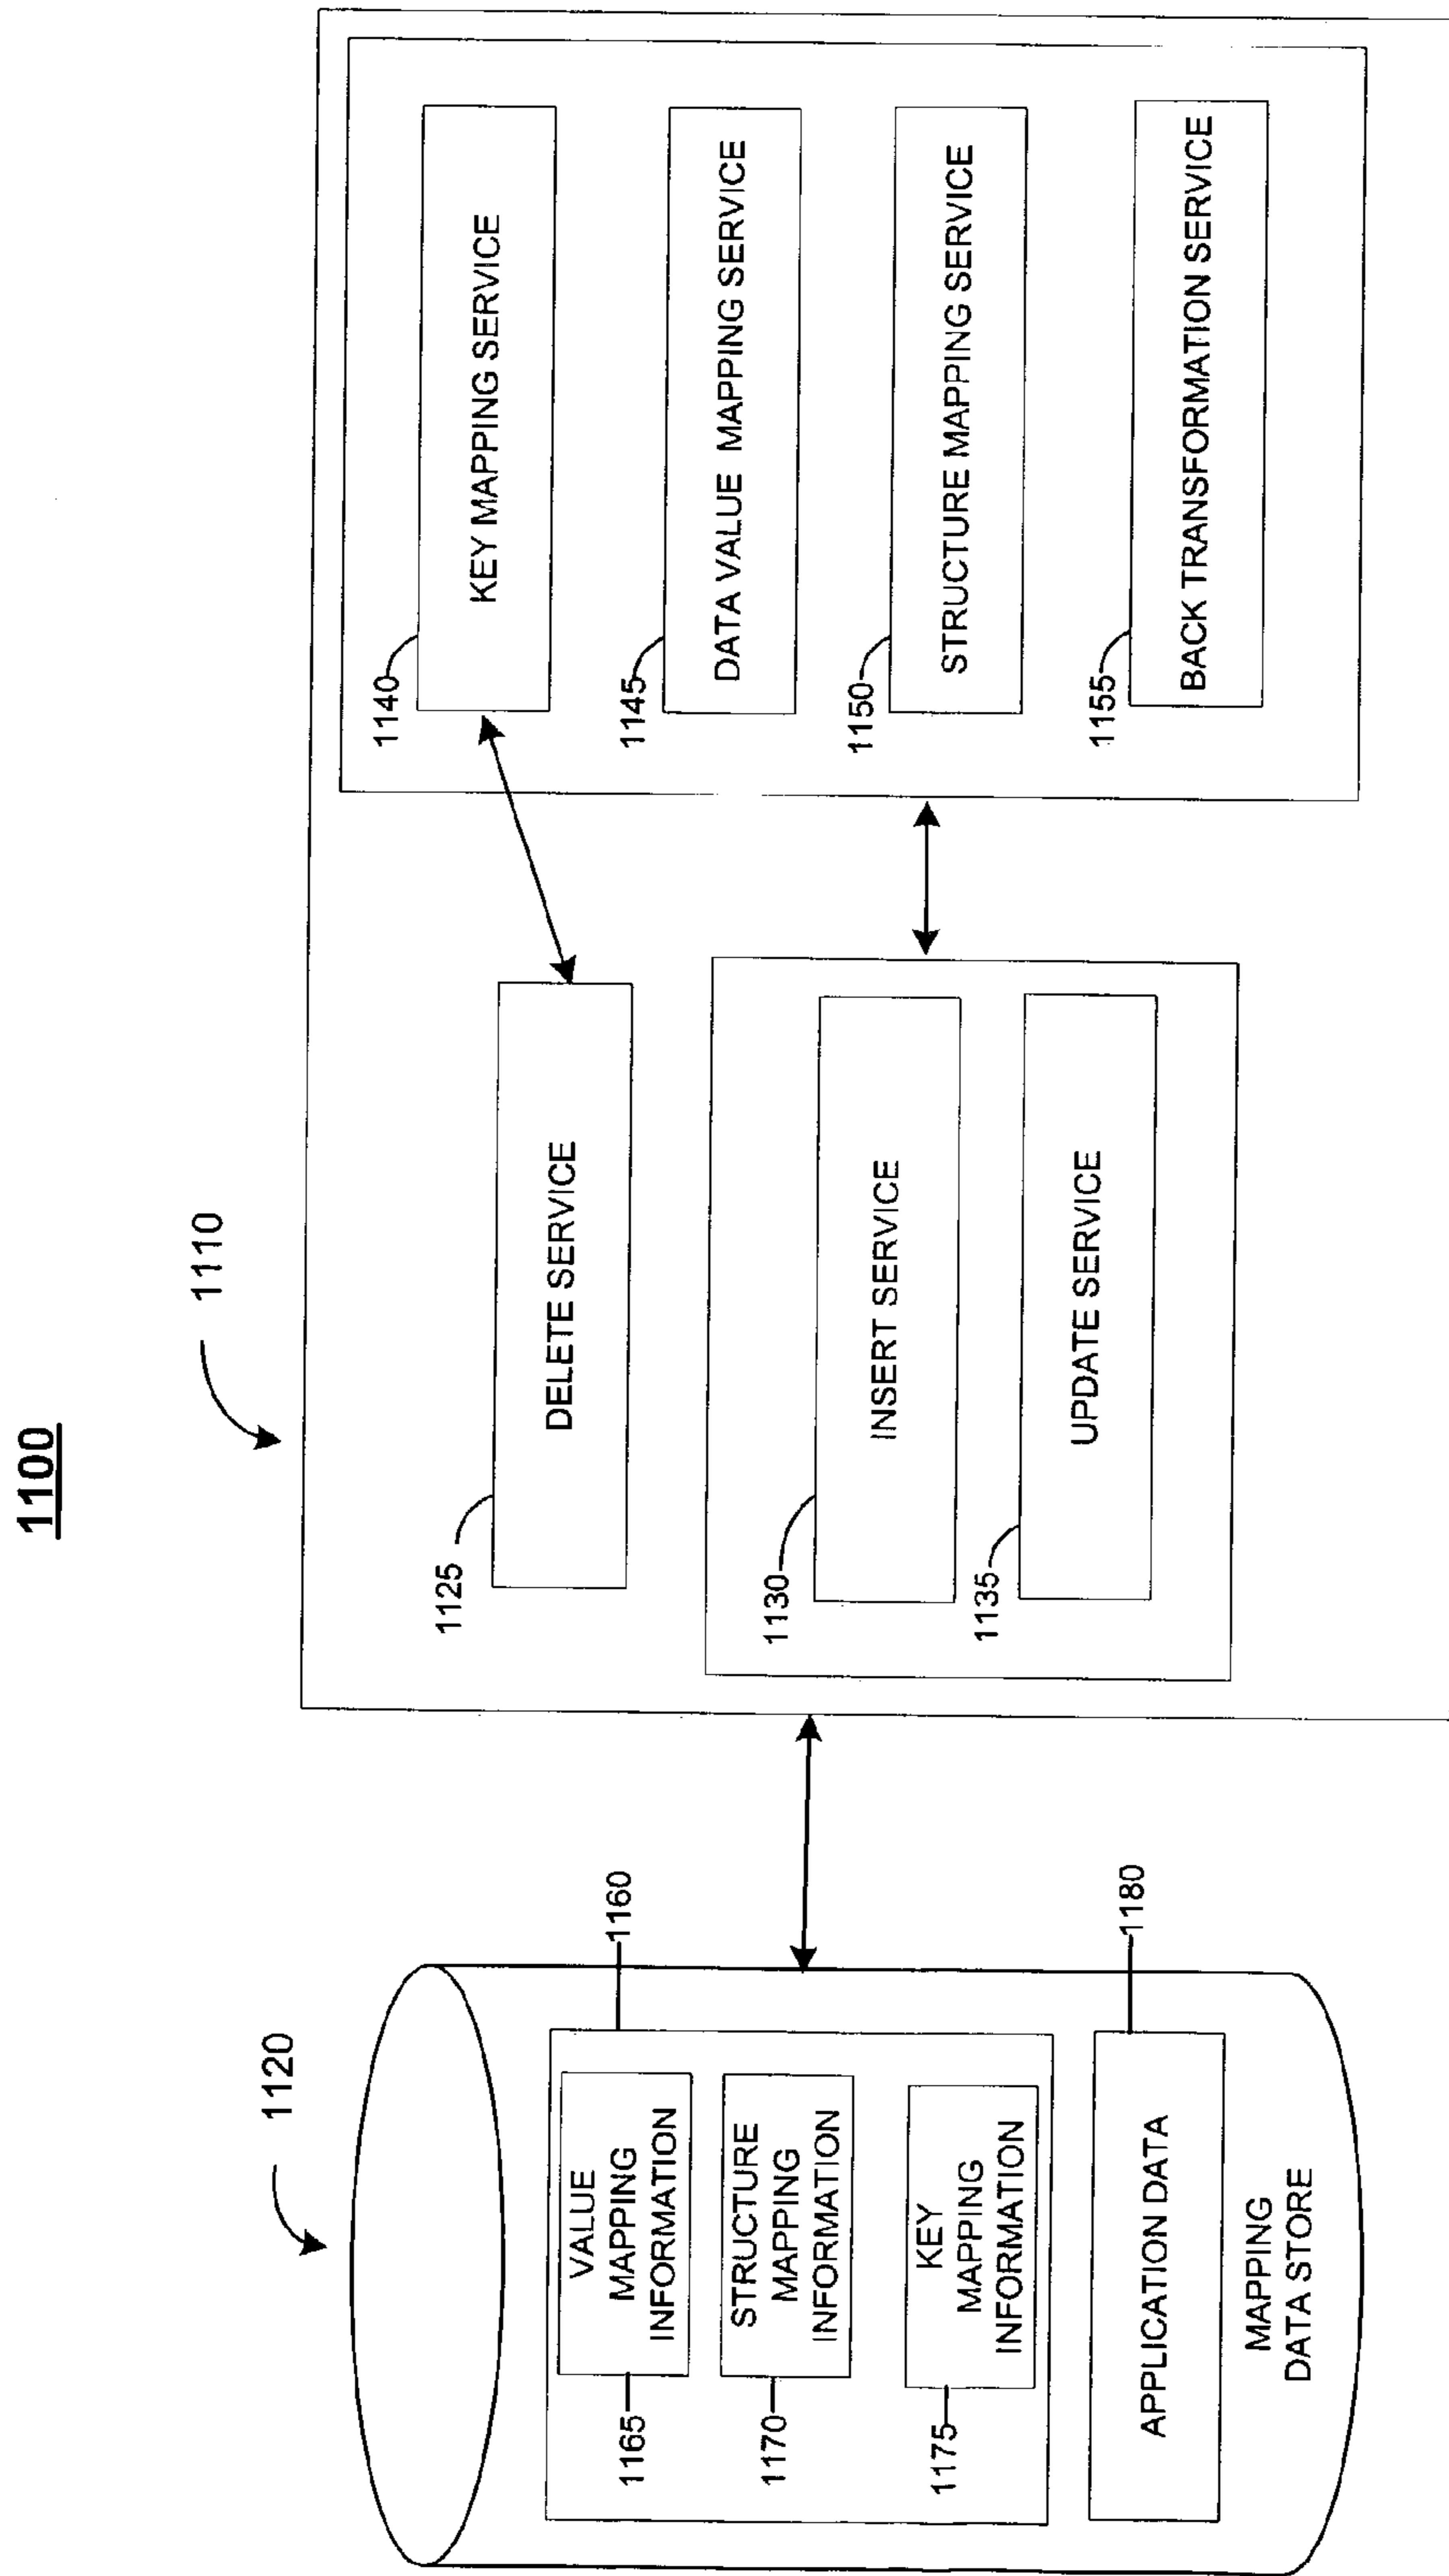 1100
1110
1120
1125
DELETE SERVICE
1130
INSERT SERVICE
1135
UPDATE SERVICE
1140
KEY MAPPING SERVICE
1145
DATA VALUE MAPPING SERVICE
1150
STRUCTURE MAPPING SERVICE
1155
BACK TRANSFORMATION SERVICE
1160
1165
VALUE
MAPPING
INFORMATION
1170
STRUCTURE
MAPPING
INFORMATION
1175
KEY
MAPPING
INFORMATION
1180
APPLICATION DATA
MAPPING
DATA STORE